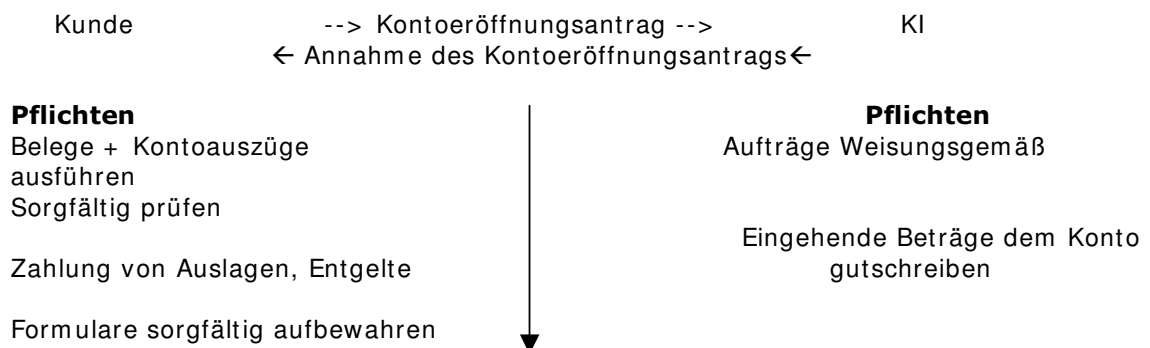 Kunde --> Kontoeröffnungsantrag --> KI
← Annahme des Kontoeröffnungsantrags←
Pflichten Pflichten
Belege + Kontoauszüge Aufträge Weisungsgemäß
ausführen
Sorgfältig prüfen
Eingehende Beträge dem Konto
Zahlung von Auslagen, Entgelte gutschreiben
Formulare sorgfältig aufbewahren